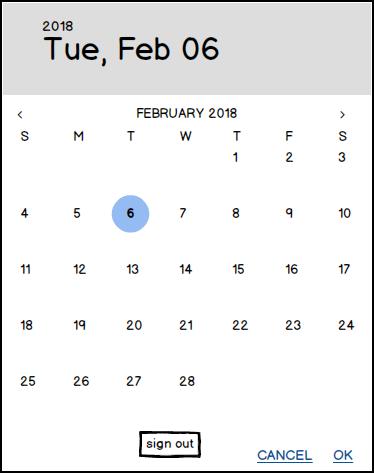 2018
Tue, Feb 06
< FEBRUARY 2018 >
S M T W T F S
1 2 3
4 5 6 7 8 9 10
11 12 13 14 15 16 17
18 19 20 21 22 23 24
25 26 27 28
sign out
CANCEL OK